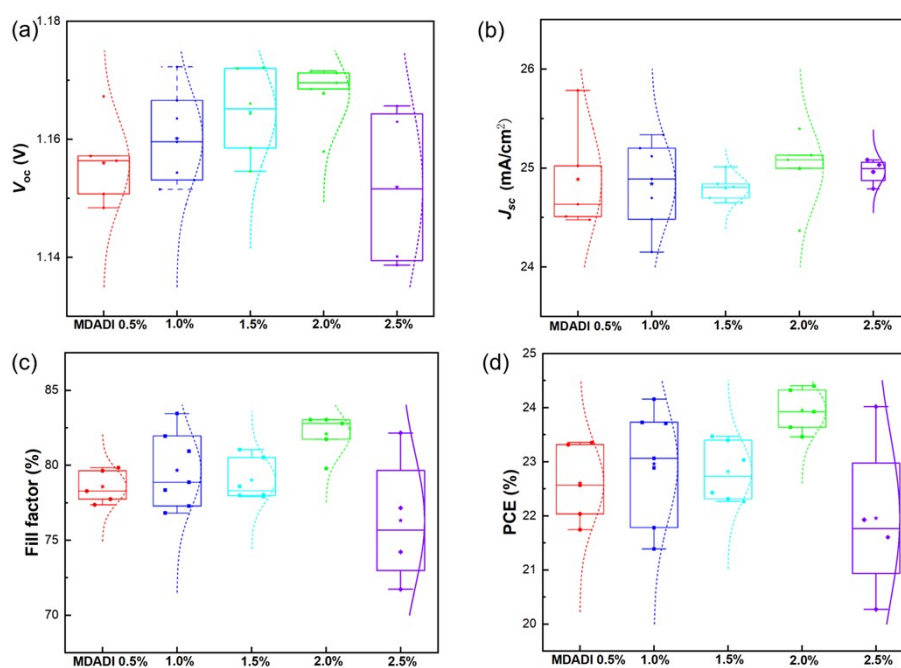 (a)
1.18
1.16
1.14
Voc (V)
MDADI 0.5% 1.0% 1.5% 2.0% 2.5%
(b)
26
25
24
Jsc (mA/cm²)
MDADI 0.5% 1.0% 1.5% 2.0% 2.5%
(c)
85
80
75
70
Fill factor (%)
MDADI 0.5% 1.0% 1.5% 2.0% 2.5%
(d)
25
24
23
22
21
20
PCE (%)
MDADI 0.5% 1.0% 1.5% 2.0% 2.5%